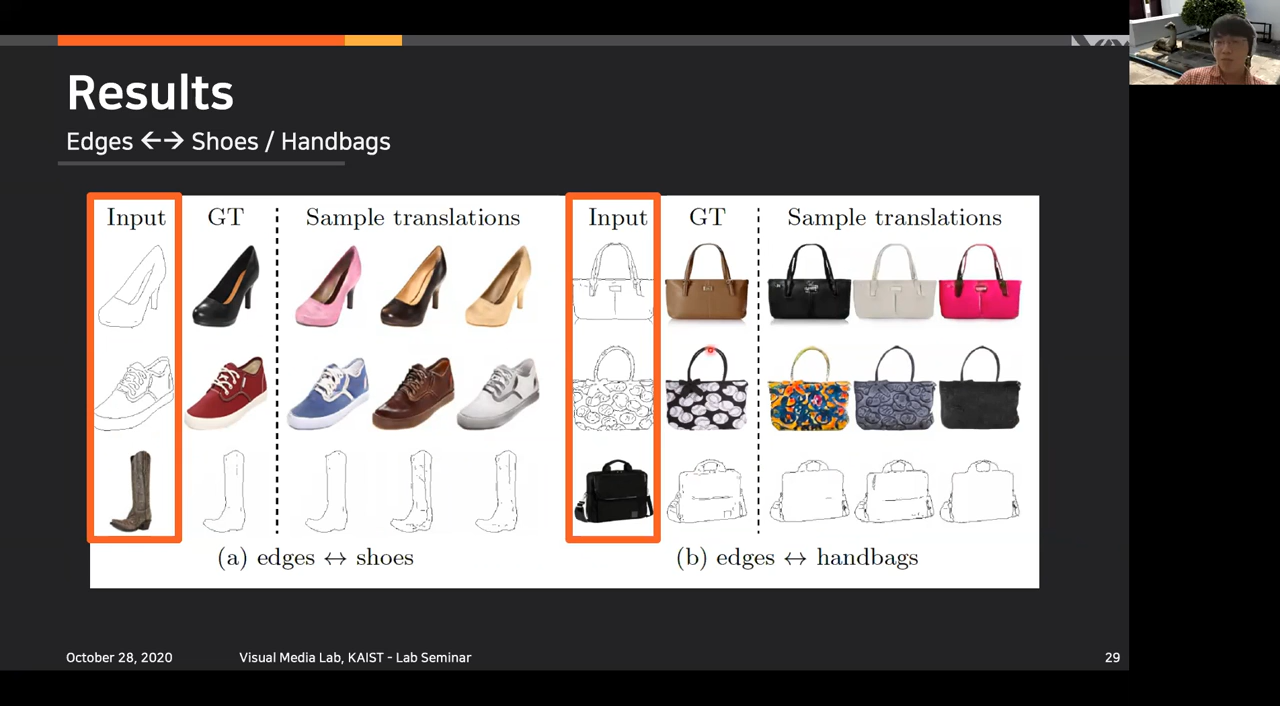 Results
Edges ←→ Shoes / Handbags
Input GT Sample translations
Input GT Sample translations
(a) edges ↔ shoes
(b) edges ↔ handbags
October 28, 2020
Visual Media Lab, KAIST - Lab Seminar
29